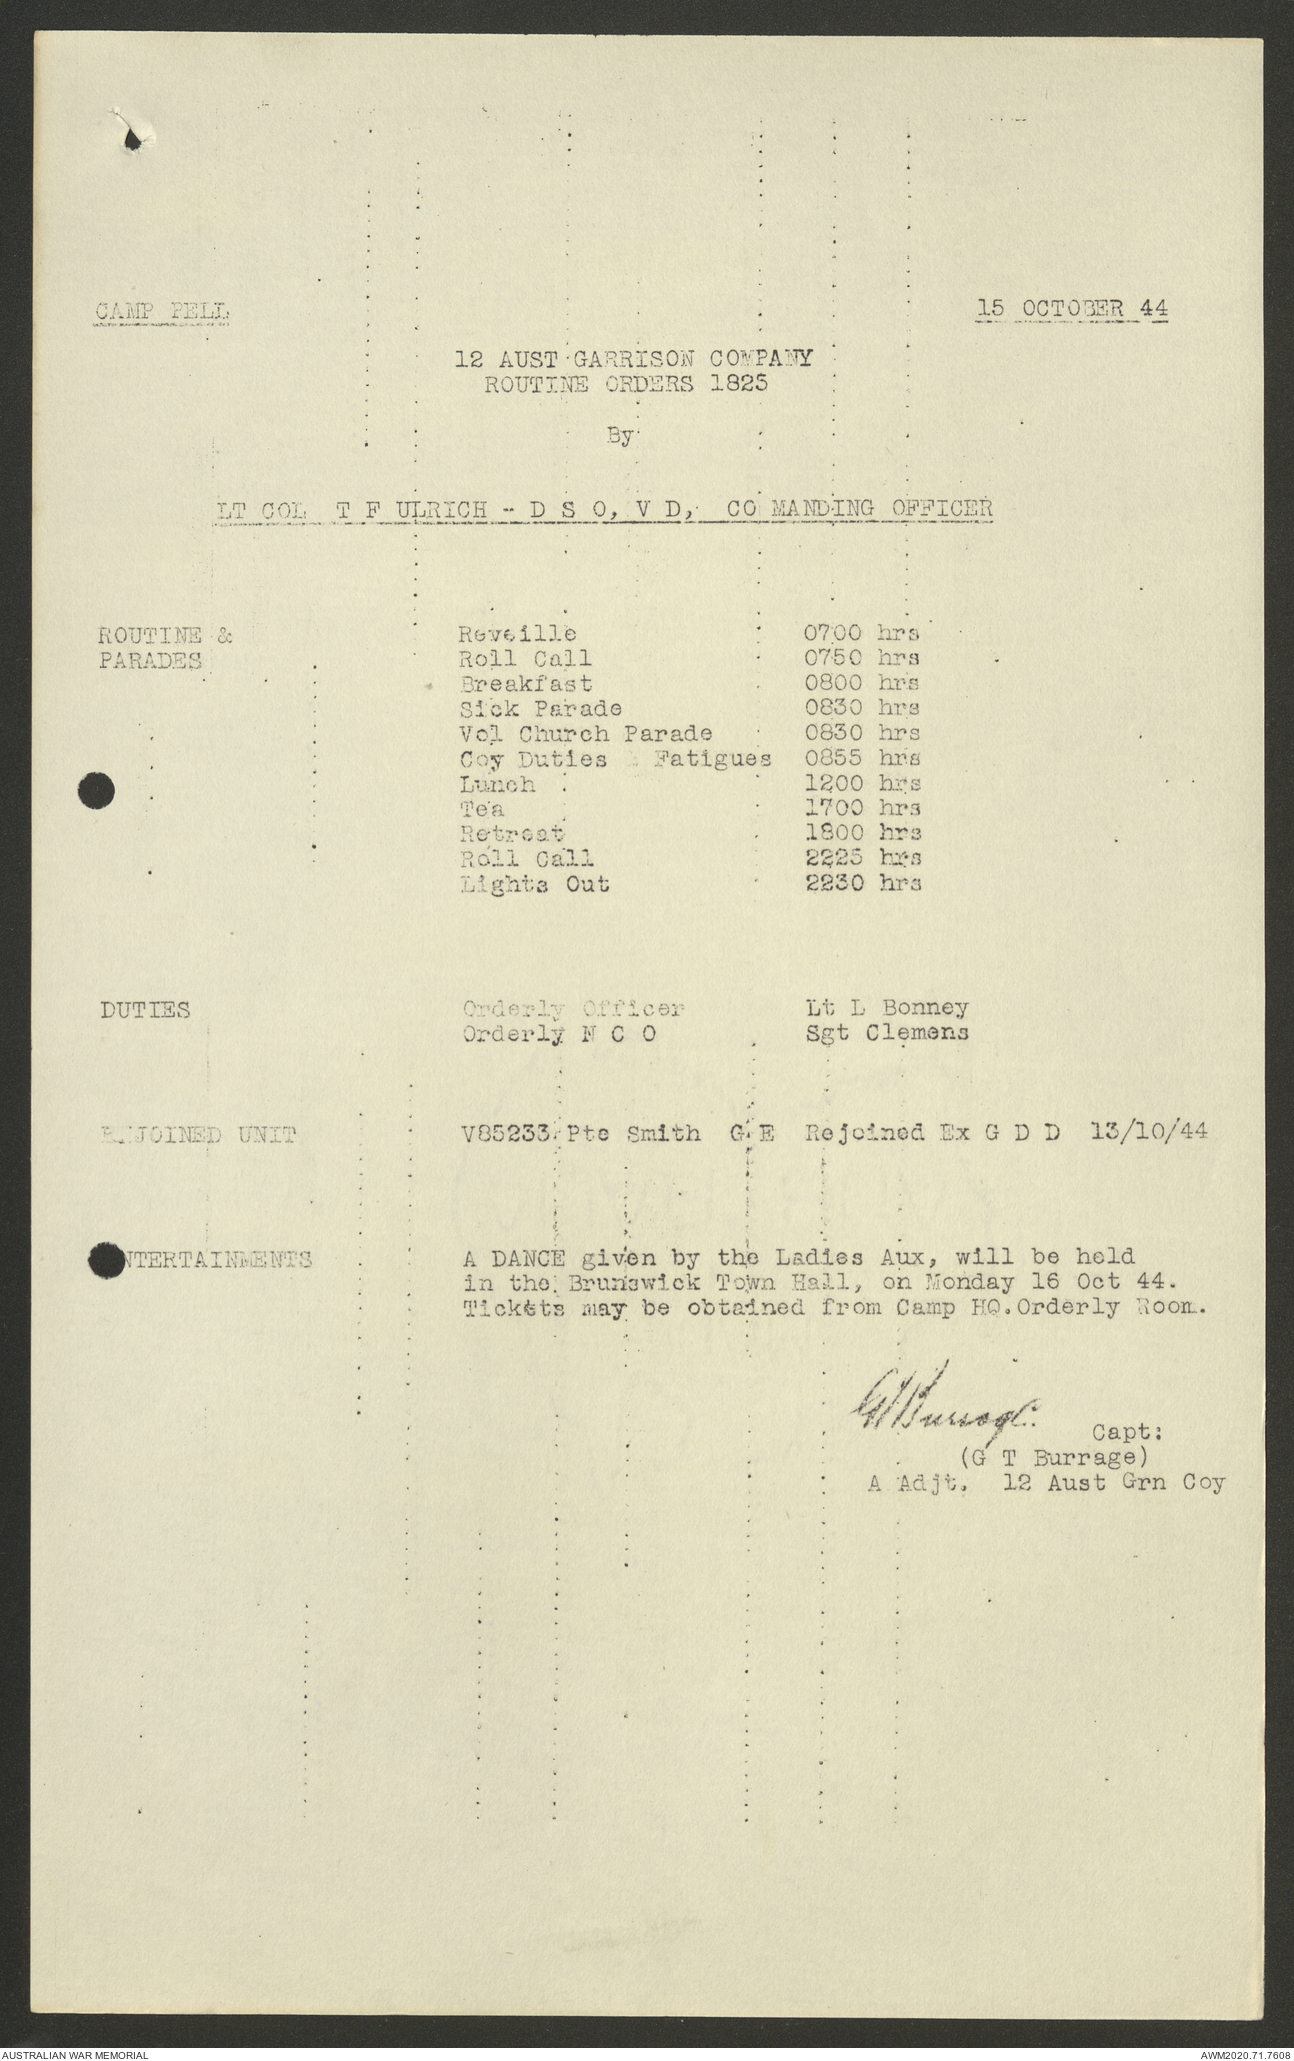 CAMP PELL 15 OCTOBER 44
12 AUST GARRISON COMPANY
ROUTINE ORDERS 1825
By
LT COL T F ULRICH - D S O, V D, CO MANDING OFFICER
ROUTINE & Reveille 0700 hrs
PARADES Roll Call 0750 hrs
Breakfast 0800 hrs
Sick Parade 0830 hrs
Vol Church Parade 0830 hrs
Coy Duties & Fatigues 0855 hrs
Lunch 1200 hrs
Tea 1700 hrs
Retreat 1800 hrs
Roll Call 2225 hrs
Lights Out 2230 hrs
DUTIES Orderly Officer Lt L Bonney
Orderly N C O Sgt Clemens
REJOINED UNIT V85233 Pte Smith G E Rejoined Ex G D D 13/10/44
NTERTAINMENTS A DANCE given by the Ladies Aux, will be held
in the Brunswick Town Hall, on Monday 16 Oct 44.
Tickets may be obtained from Camp HQ.Orderly Room.
GTBurrage
Capt:
(G T Burrage)
A Adjt. 12 Aust Grn Coy
AUSTRALIAN WAR MEMORIAL AWM2020.71.7608